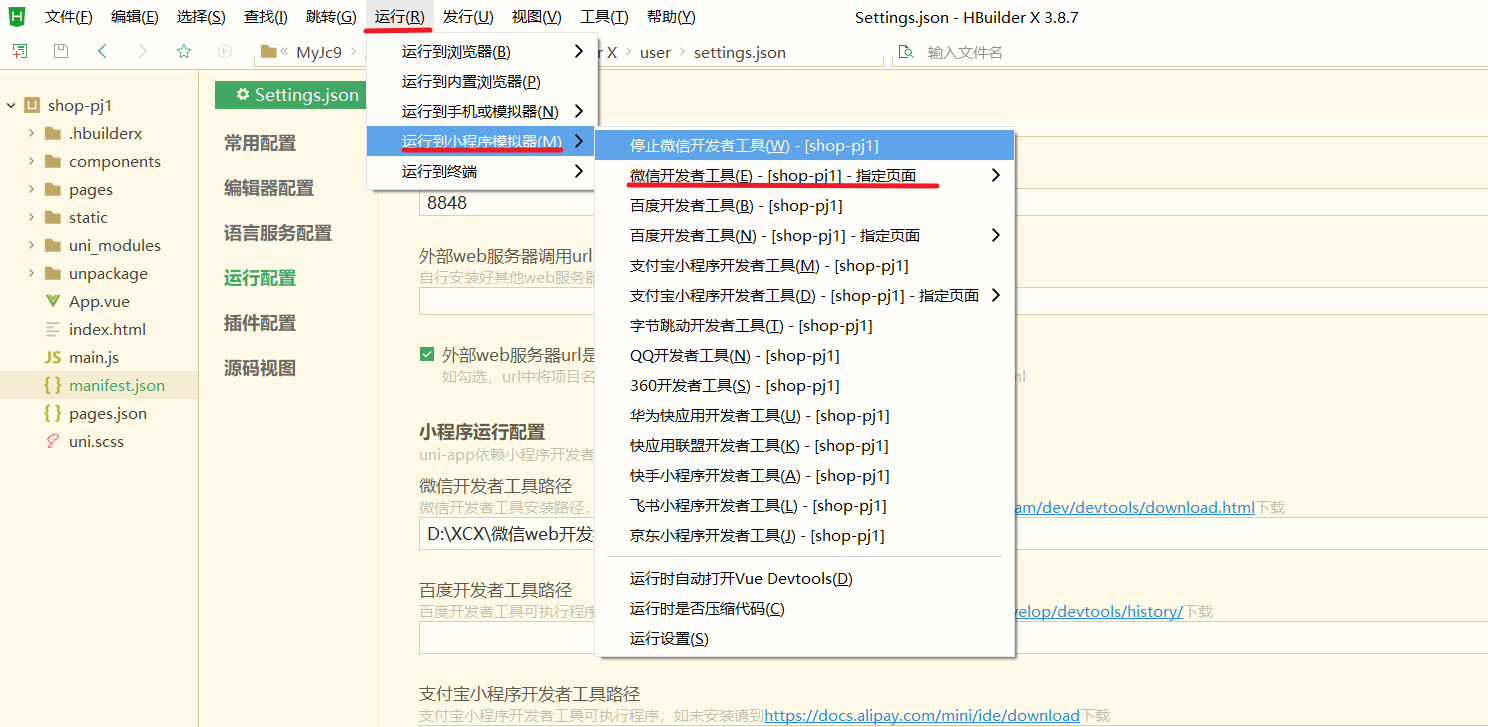 文件(F) 编辑(E) 选择(S) 查找(I) 跳转(G) 运行(R) 发行(U) 视图(V) 工具(T) 帮助(Y) Settings.json - HBuilder X 3.8.7
MyJc9 r X user settings.json 输入文件名
shop-pj1
.hbuilderx
components
pages
static
uni_modules
unpackage
App.vue
index.html
JS main.js
manifest.json
pages.json
uni.scss
Settings.json
常用配置
编辑器配置
语言服务配置
运行配置
插件配置
源码视图
运行到浏览器(B)
运行到内置浏览器(P)
运行到手机或模拟器(N)
运行到小程序模拟器(M)
运行到终端
停止微信开发者工具(W) - [shop-pj1]
微信开发者工具(E) - [shop-pj1] - 指定页面
百度开发者工具(B) - [shop-pj1]
百度开发者工具(N) - [shop-pj1] - 指定页面
支付宝小程序开发者工具(M) - [shop-pj1]
支付宝小程序开发者工具(D) - [shop-pj1] - 指定页面
字节跳动开发者工具(T) - [shop-pj1]
QQ开发者工具(N) - [shop-pj1]
360开发者工具(S) - [shop-pj1]
华为快应用开发者工具(U) - [shop-pj1]
快应用联盟开发者工具(K) - [shop-pj1]
快手小程序开发者工具(A) - [shop-pj1]
飞书小程序开发者工具(L) - [shop-pj1]
京东小程序开发者工具(J) - [shop-pj1]
运行时自动打开Vue Devtools(D)
运行时是否压缩代码(C)
运行设置(S)
8848
外部web服务器调用url
自行安装好其他web服务器
外部web服务器url是
如勾选，url中将项目名 ml
小程序运行配置
uni-app依赖小程序开发者
微信开发者工具路径
微信开发者工具安装路径， am/dev/devtools/download.html下载
D:\XCX\微信web开发
百度开发者工具路径
百度开发者工具可执行程序 velop/devtools/history/下载
支付宝小程序开发者工具路径
支付宝小程序开发者工具可执行程序，如未安装请到https://docs.alipay.com/mini/ide/download下载